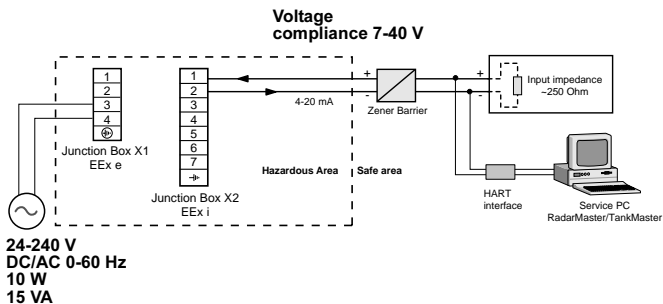 Voltage
compliance 7-40 V
1
2
3
4
Junction Box X1
EEx e
1
2
3
4
5
6
7
Junction Box X2
EEx i
4-20 mA
Hazardous Area
Safe area
+
-
Zener Barrier
+
-
Input impedance
~250 Ohm
HART
interface
Service PC
RadarMaster/TankMaster
24-240 V
DC/AC 0-60 Hz
10 W
15 VA